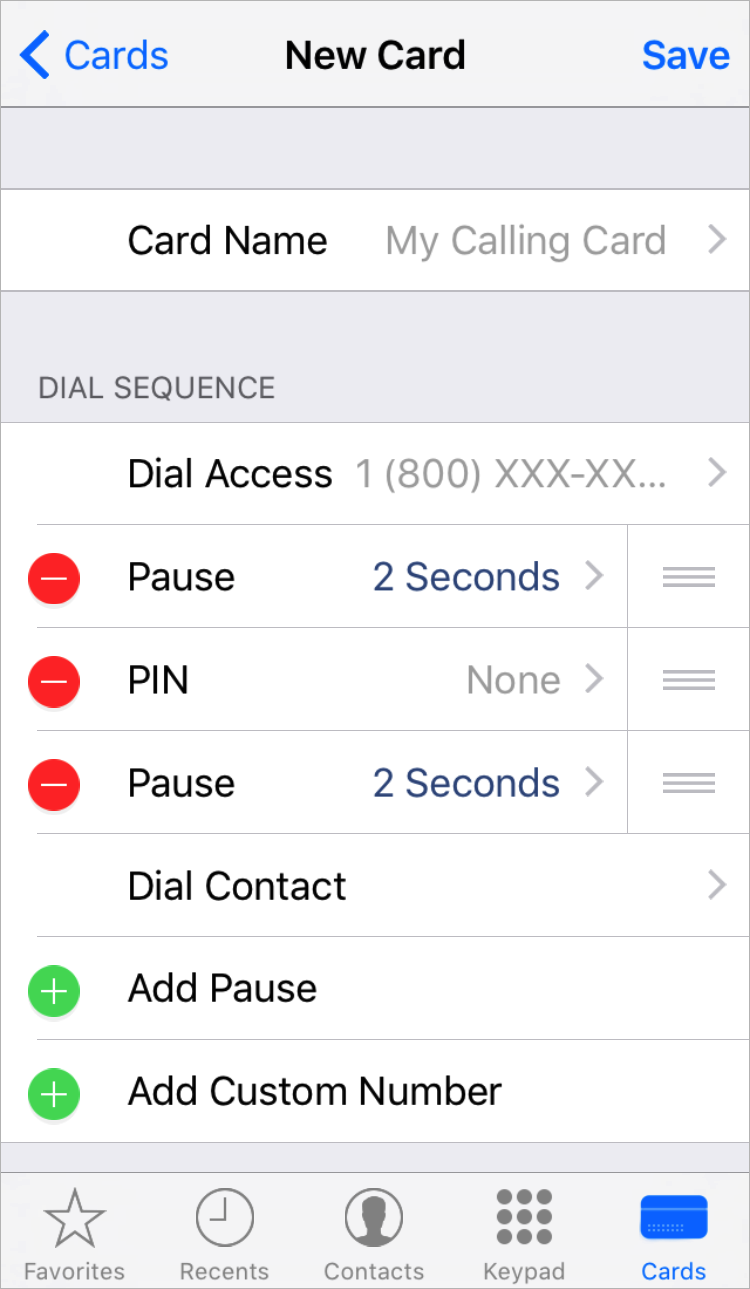 Cards New Card Save
Card Name My Calling Card
DIAL SEQUENCE
Dial Access 1 (800) XXX-XX...
Pause 2 Seconds
PIN None
Pause 2 Seconds
Dial Contact
Add Pause
Add Custom Number
Favorites Recents Contacts Keypad Cards